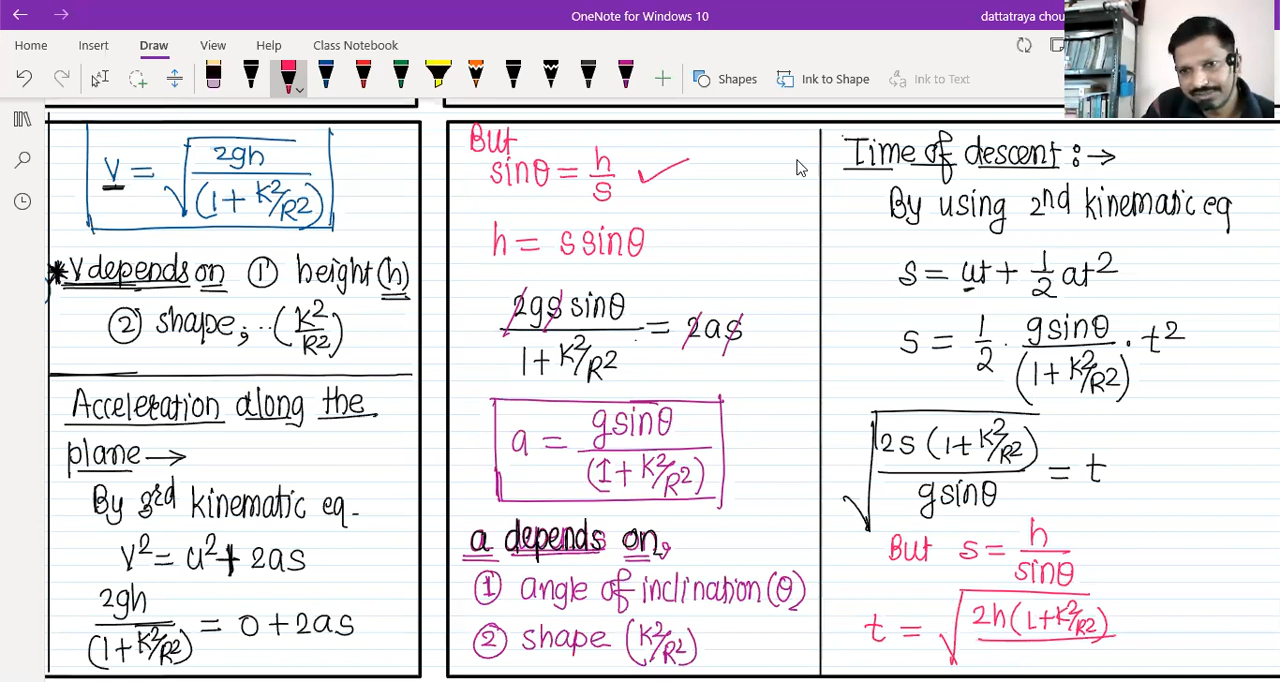 OneNote for Windows 10
dattatraya chou
Home Insert Draw View Help Class Notebook
Shapes Ink to Shape Ink to Text
V = √(2gh/(1+K²/R²))
*V depends on ① height(h)
② shape, ··(K²/R²)
Acceleration along the
plane →
By 3rd kinematic eq-
V² = u² + 2as
2gh/(1+K²/R²) = 0 + 2as
But
sinθ = h/s ✓
h = s sinθ
2gs sinθ/1+K²/R² = 2as
a = gsinθ/(1+K²/R²)
a depends on,
① angle of inclination(θ)
② shape (K²/R²)
Time of descent :→
By using 2nd kinematic eq
s = ut + 1/2 at²
s = 1/2 · gsinθ/(1+K²/R²) · t²
√(2s(1+K²/R²)/gsinθ) = t
But s = h/sinθ
t = √2h(1+K²/R²)